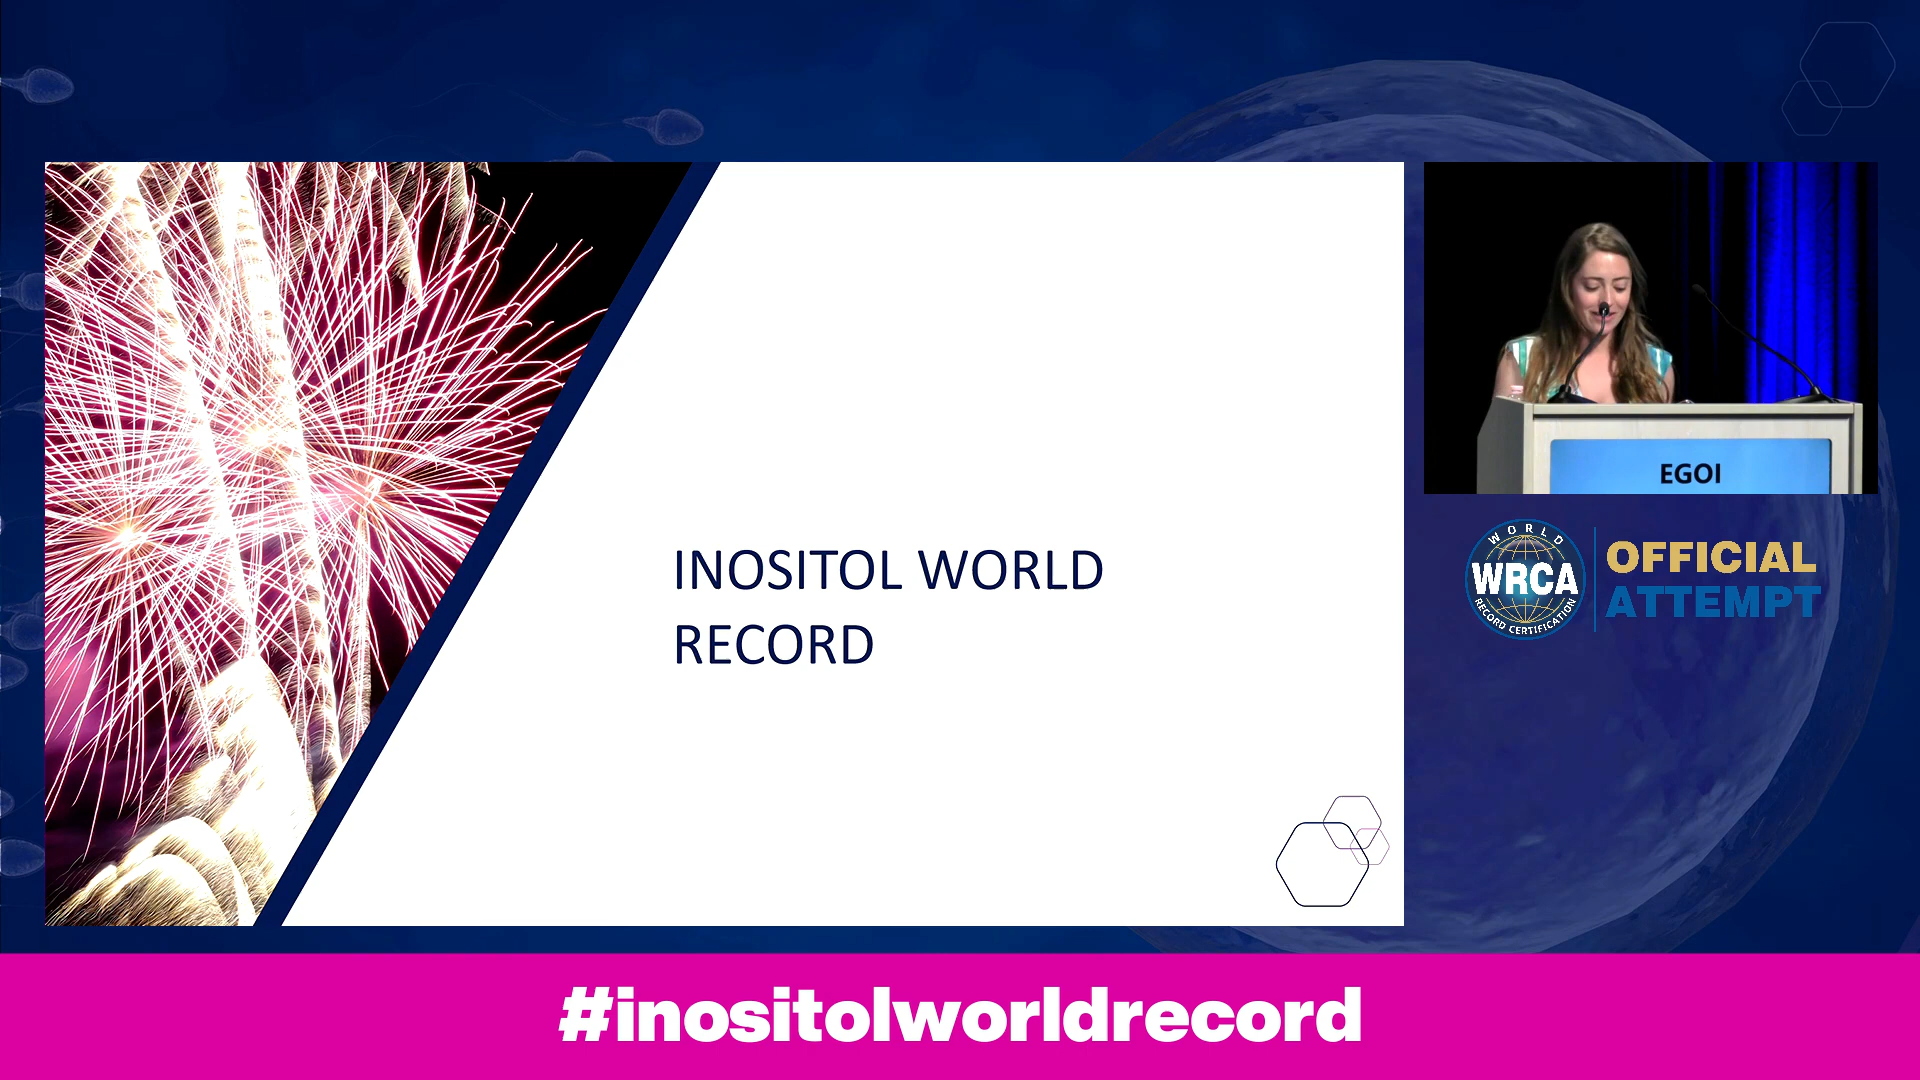 INOSITOL WORLD
RECORD
EGOI
WORLD
WRCA
RECORD CERTIFICATION
OFFICIAL
ATTEMPT
#inositolworldrecord